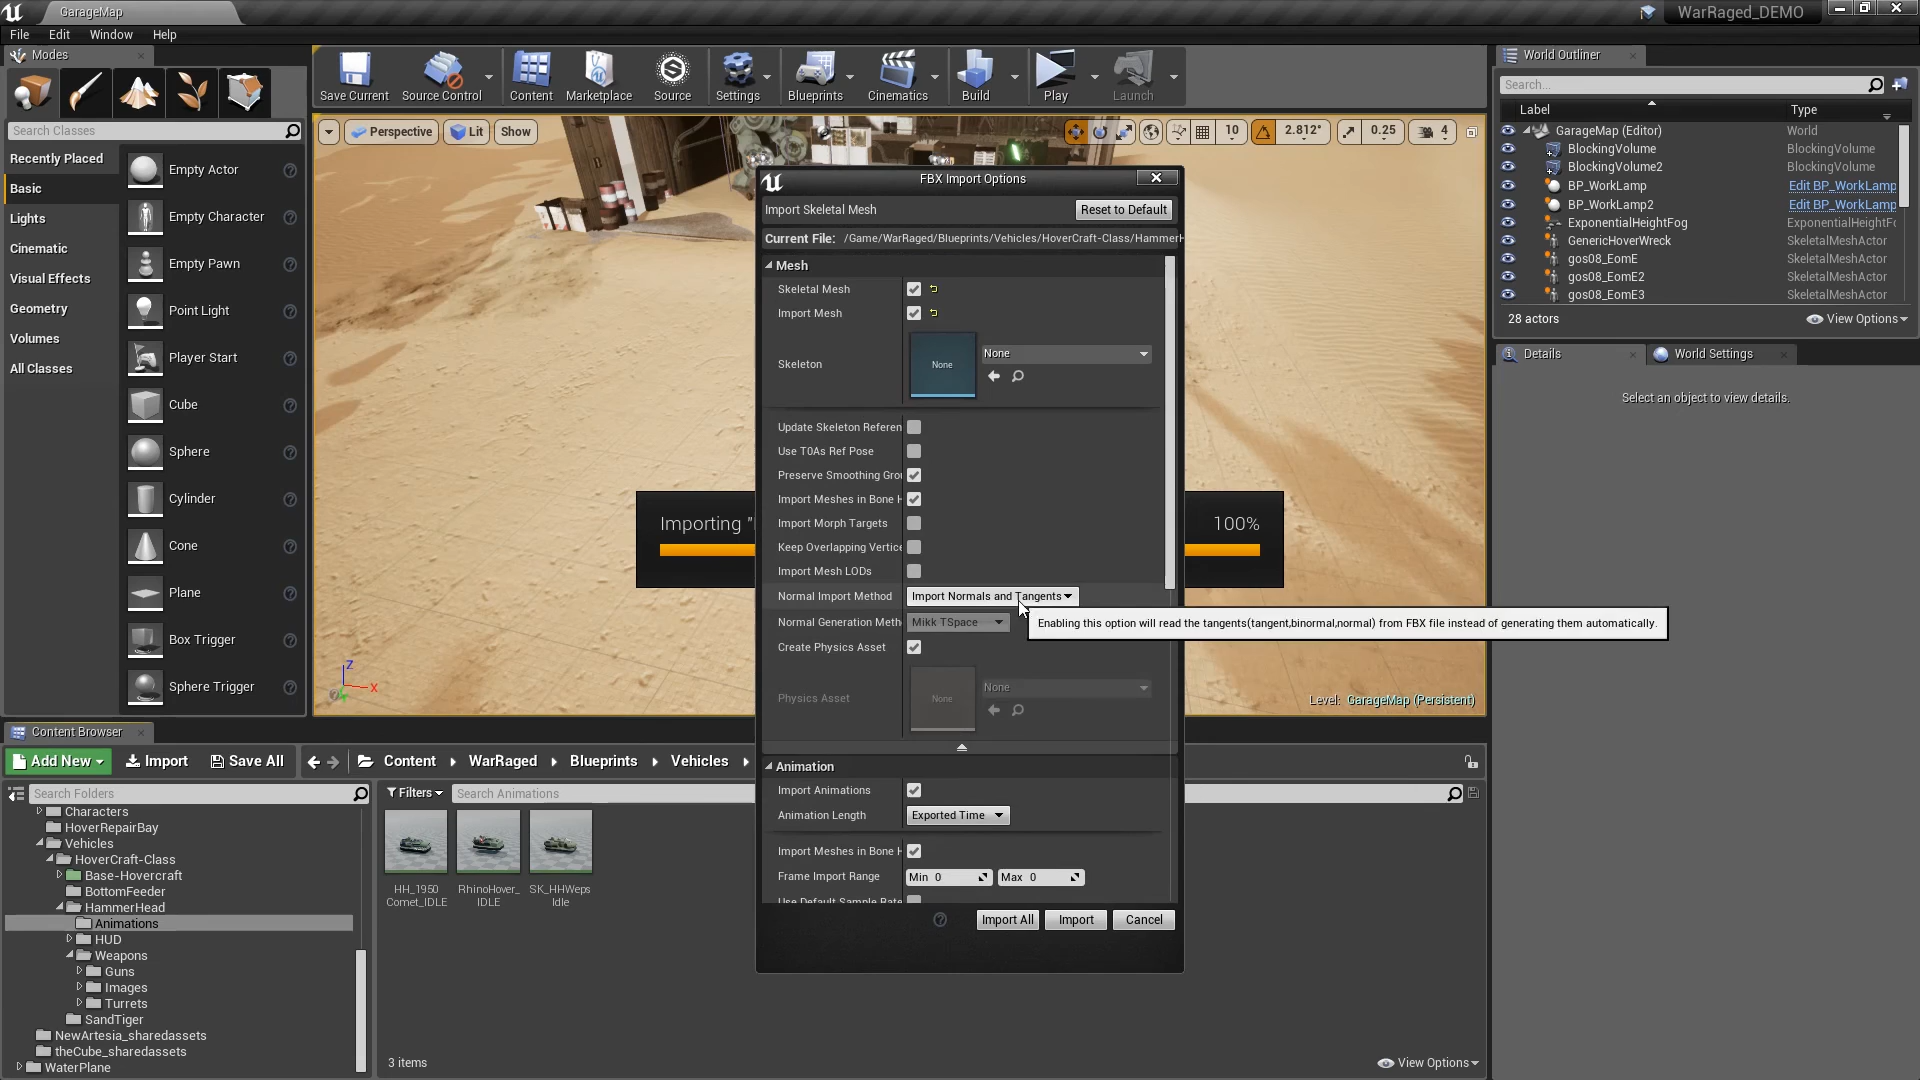 GarageMap
WarRaged_DEMO
File Edit Window Help
Modes
Search Classes
Recently Placed
Basic
Lights
Cinematic
Visual Effects
Geometry
Volumes
All Classes
Empty Actor
Empty Character
Empty Pawn
Point Light
Player Start
Cube
Sphere
Cylinder
Cone
Plane
Box Trigger
Sphere Trigger
Save Current Source Control Content Marketplace Source Settings Blueprints Cinematics Build Play Launch
Perspective Lit Show
10 2.812° 0.25 4
Importing "
100%
Z
X
Level: GarageMap (Persistent)
FBX Import Options
Import Skeletal Mesh Reset to Default
Current File: /Game/WarRaged/Blueprints/Vehicles/HoverCraft-Class/HammerH
Mesh
Skeletal Mesh
Import Mesh
Skeleton None None
Update Skeleton Referen
Use T0As Ref Pose
Preserve Smoothing Gro
Import Meshes in Bone H
Import Morph Targets
Keep Overlapping Vertice
Import Mesh LODs
Normal Import Method Import Normals and Tangents
Normal Generation Meth Mikk TSpace
Enabling this option will read the tangents(tangent,binormal,normal) from FBX file instead of generating them automatically.
Create Physics Asset
Physics Asset None None
Animation
Import Animations
Animation Length Exported Time
Import Meshes in Bone H
Frame Import Range Min 0 Max 0
Use Default Sample Rate
Import All Import Cancel
World Outliner
Search...
Label Type
GarageMap (Editor) World
BlockingVolume BlockingVolume
BlockingVolume2 BlockingVolume
BP_WorkLamp Edit BP_WorkLamp
BP_WorkLamp2 Edit BP_WorkLamp
ExponentialHeightFog ExponentialHeightFo
GenericHoverWreck SkeletalMeshActor
gos08_EomE SkeletalMeshActor
gos08_EomE2 SkeletalMeshActor
gos08_EomE3 SkeletalMeshActor
28 actors View Options
Details World Settings
Select an object to view details.
Content Browser
Add New Import Save All Content WarRaged Blueprints Vehicles
Search Folders
Characters
HoverRepairBay
Vehicles
HoverCraft-Class
Base-Hovercraft
BottomFeeder
HammerHead
Animations
HUD
Weapons
Guns
Images
Turrets
SandTiger
NewArtesia_sharedassets
theCube_sharedassets
WaterPlane
Filters Search Animations
HH_1950
Comet_IDLE
RhinoHover_
IDLE
SK_HHWeps
Idle
3 items View Options